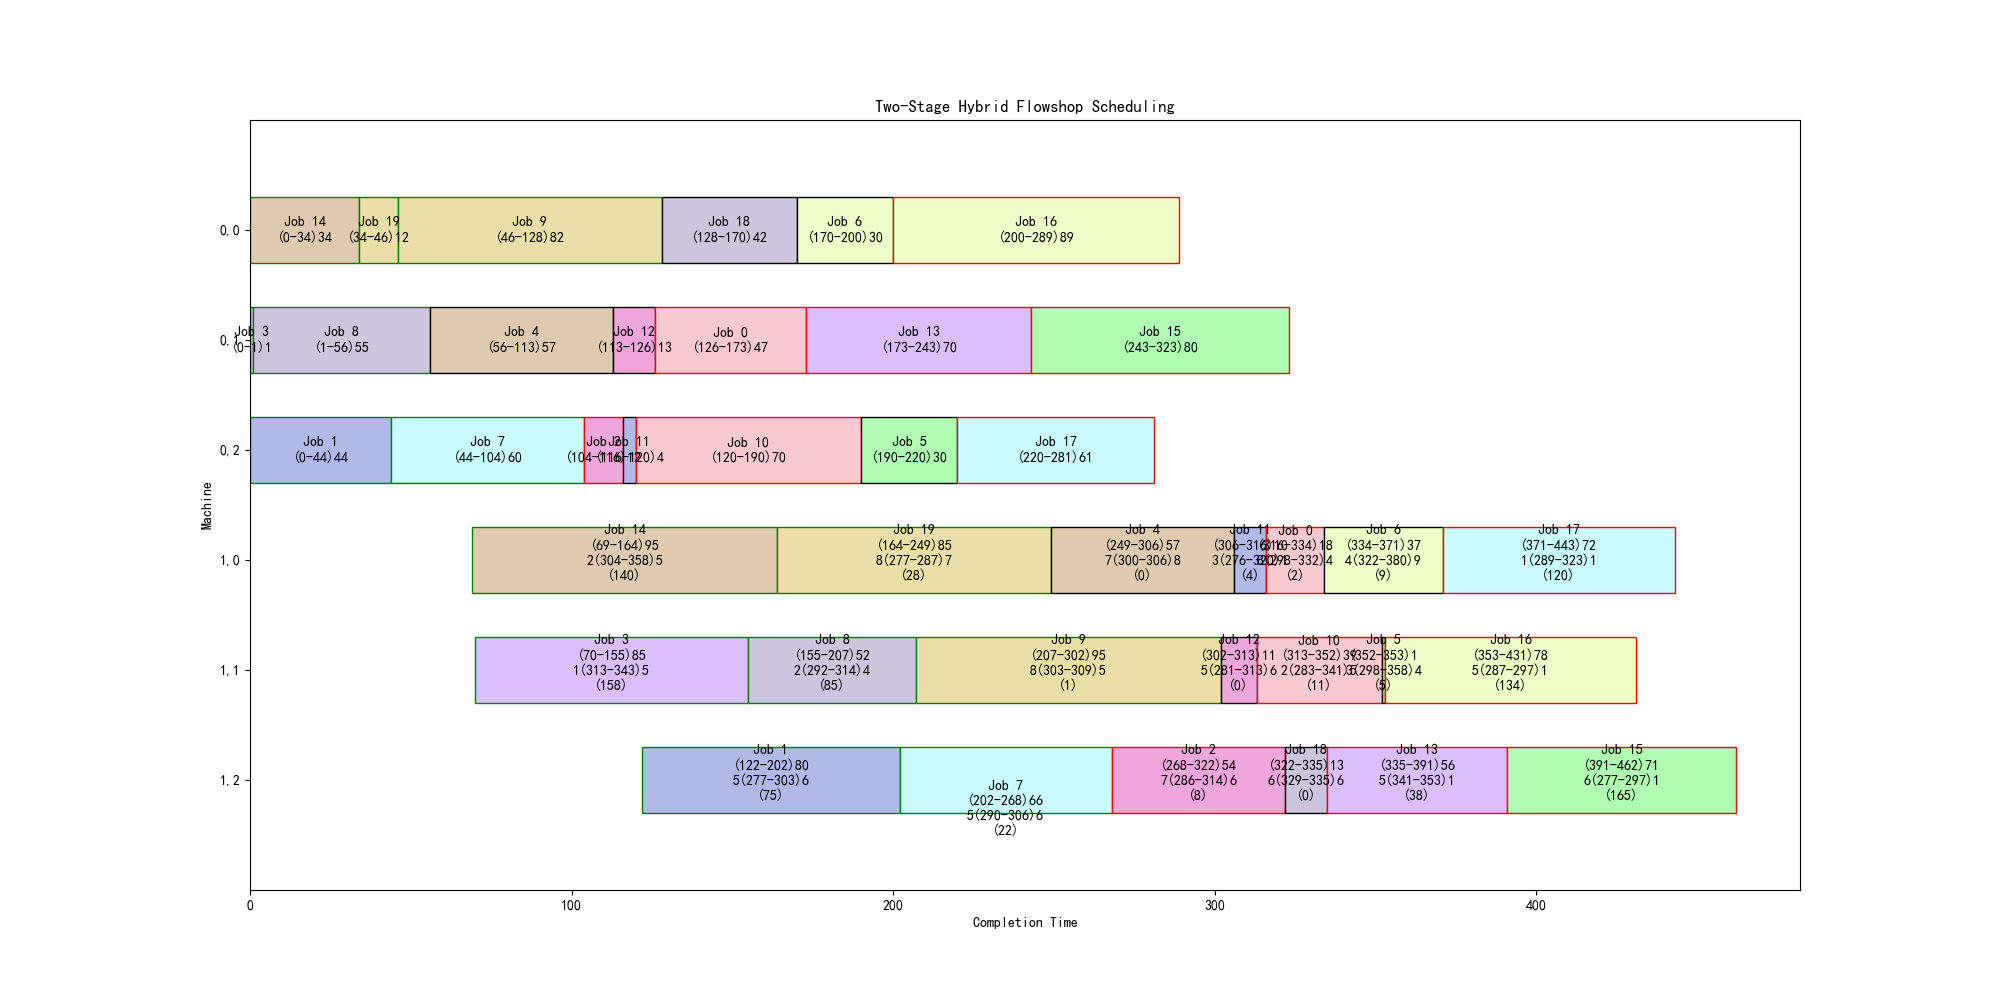 Two-Stage Hybrid Flowshop Scheduling
Machine
0,0
Job 14
(0-34)34
Job 19
(34-46)12
Job 9
(46-128)82
Job 18
(128-170)42
Job 6
(170-200)30
Job 16
(200-289)89
0,1
Job 3
(0-1)1
Job 8
(1-56)55
Job 4
(56-113)57
Job 12
(113-126)13
Job 0
(126-173)47
Job 13
(173-243)70
Job 15
(243-323)80
0,2
Job 1
(0-44)44
Job 7
(44-104)60
Job 2
(104-116)12
Job 11
(116-120)4
Job 10
(120-190)70
Job 5
(190-220)30
Job 17
(220-281)61
1,0
Job 14
(69-164)95
2(304-358)5
(140)
Job 19
(164-249)85
8(277-287)7
(28)
Job 4
(249-306)57
7(300-306)8
(0)
Job 11
(306-316)10
(4)
Job 0
(316-334)18
(2)
Job 6
(334-371)37
4(322-380)9
(9)
Job 17
(371-443)72
1(289-323)1
(120)
1,1
Job 3
(70-155)85
1(313-343)5
(158)
Job 8
(155-207)52
2(292-314)4
(85)
Job 9
(207-302)95
8(303-309)5
(1)
Job 12
(302-313)11
5(281-313)6
(0)
Job 10
(313-352)39
2(283-341)
(11)
Job 5
(352-353)1
(298-358)4
(5)
Job 16
(353-431)78
5(287-297)1
(134)
1,2
Job 1
(122-202)80
5(277-303)6
(75)
Job 7
(202-268)66
5(290-306)6
(22)
Job 2
(268-322)54
7(286-314)6
(8)
Job 18
(322-335)13
6(329-335)6
(0)
Job 13
(335-391)56
5(341-353)1
(38)
Job 15
(391-462)71
6(277-297)1
(165)
0
100
200
300
400
Completion Time